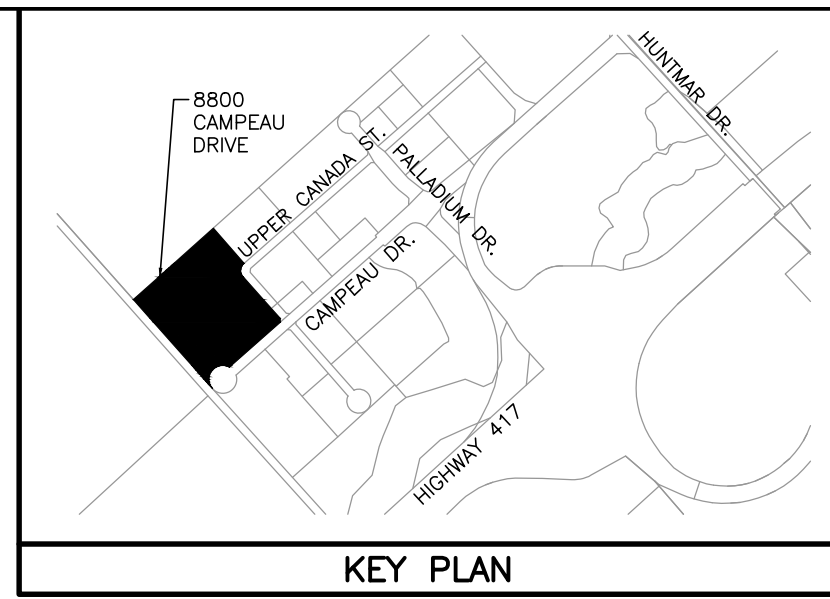 8800
CAMPEAU
DRIVE
HUNTMAR DR.
UPPER CANADA ST.
PALLADIUM DR.
CAMPEAU DR.
HIGHWAY 417
KEY PLAN